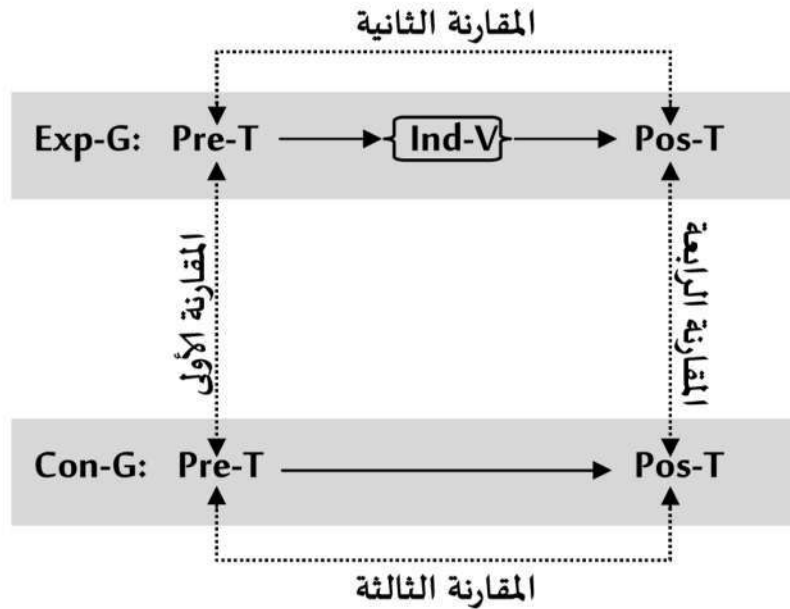 المقارنة الثانية
Exp-G: Pre-T Ind-V Pos-T
المقارنة الأولى
المقارنة الرابعة
Con-G: Pre-T Pos-T
المقارنة الثالثة